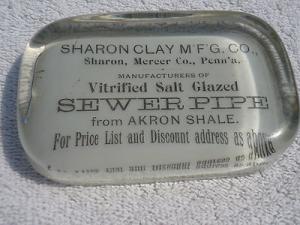 SHARON CLAY M'F'G. CO.,
Sharon, Mercer Co., Penn'a.
MANUFACTURERS OF
Vitrified Salt Glazed
SEWER PIPE
from AKRON SHALE.
For Price List and Discount address as above